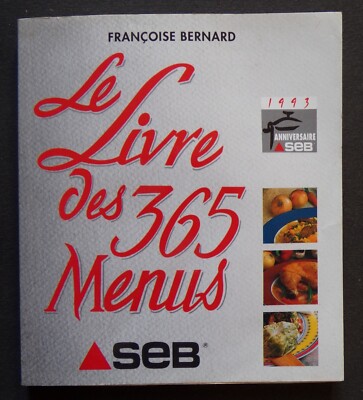 FRANÇOISE BERNARD
Le
Livre
des 365
Menus
1993
ANNIVERSAIRE
SEB
SEB®